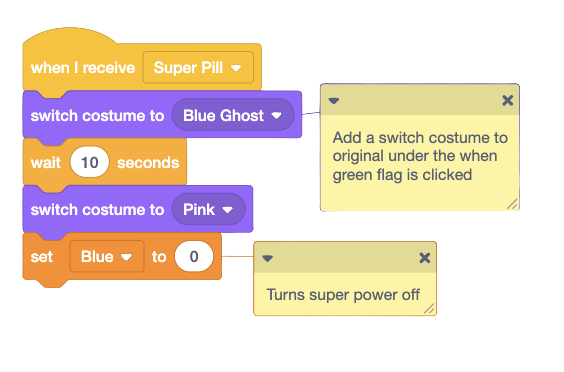 when I receive Super Pill
switch costume to Blue Ghost
Add a switch costume to
original under the when
green flag is clicked
wait 10 seconds
switch costume to Pink
set Blue to 0
Turns super power off